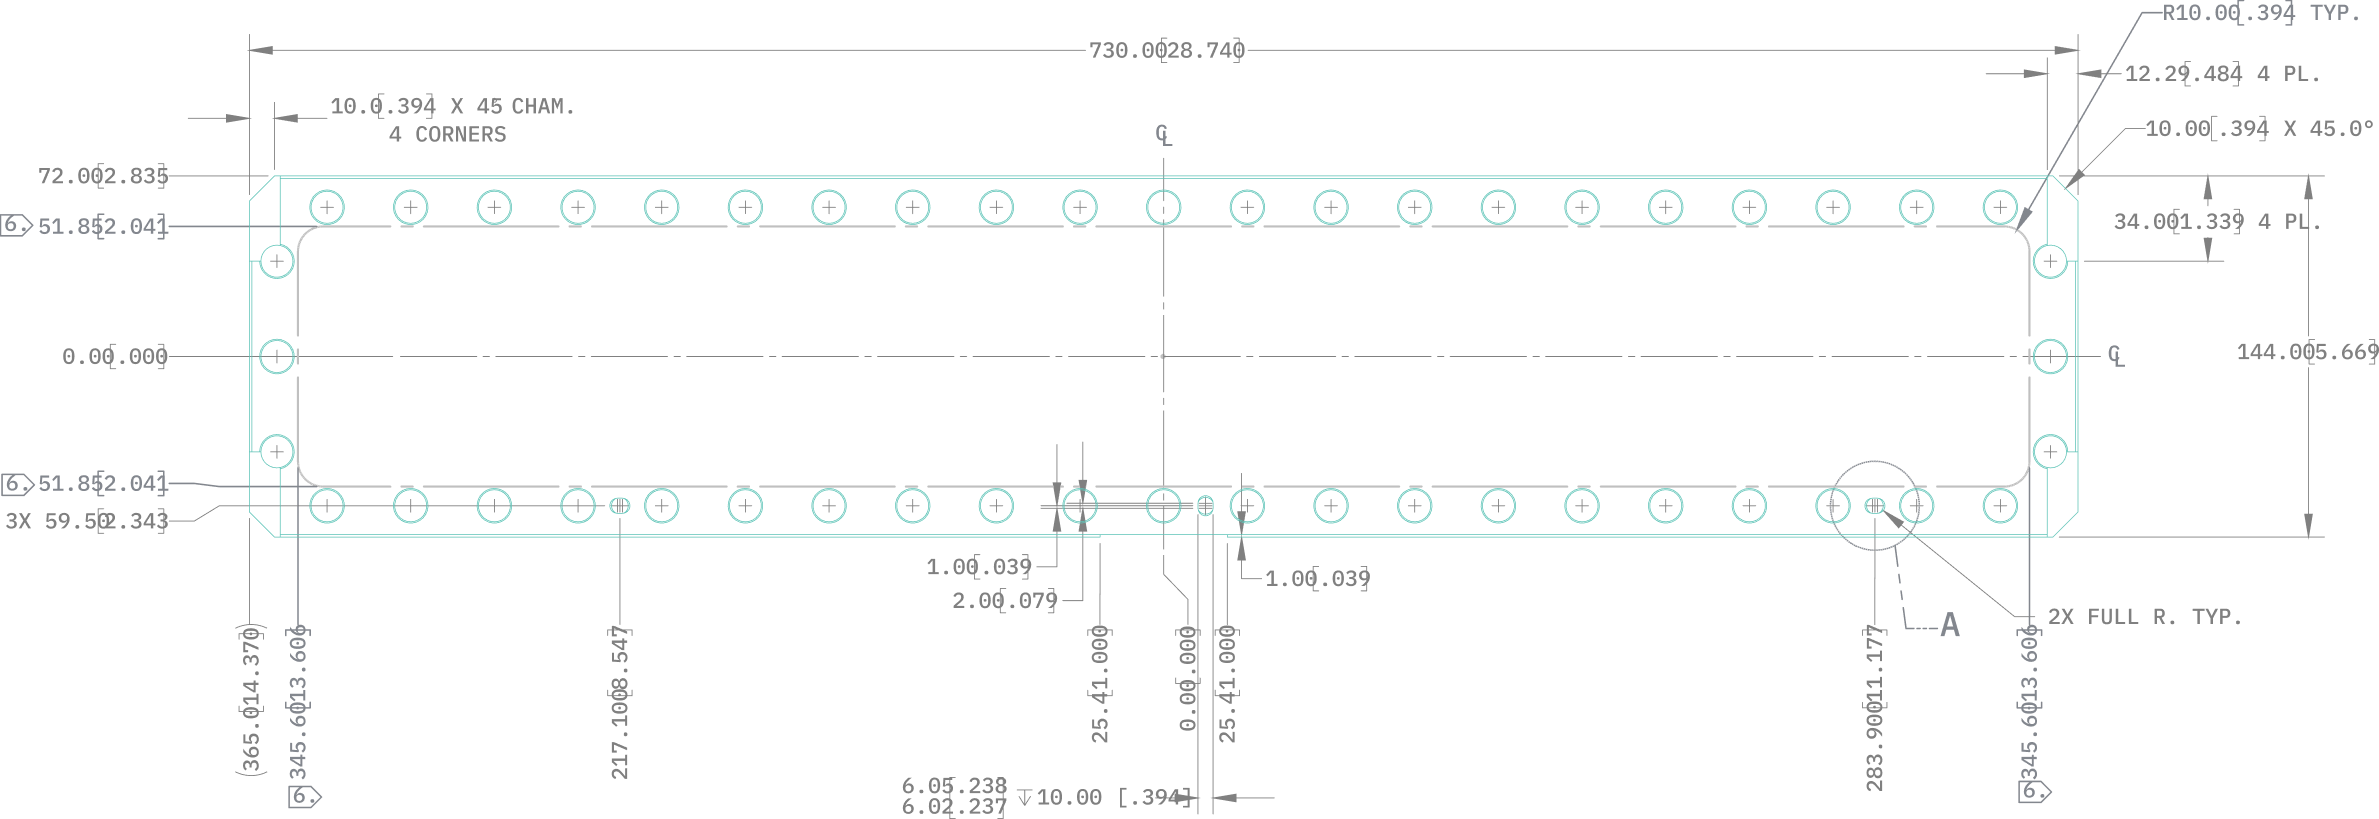 R10.00[.394] TYP.
730.00[28.740]
12.29[.484] 4 PL.
10.0[.394] X 45 CHAM.
4 CORNERS
10.00[.394] X 45.0°
CL
72.00[2.835]
6. 51.85[2.041]
34.00[1.339] 4 PL.
0.00[.000]
CL
144.00[5.669]
6. 51.85[2.041]
3X 59.50[2.343]
1.00[.039]
1.00[.039]
2.00[.079]
2X FULL R. TYP.
A
(365.0[14.370])
345.60[13.606]
217.100[8.547]
25.4[1.000]
0.00[.000]
25.4[1.000]
283.900[11.177]
345.60[13.606]
6.05[.238]
6.02[.237]
↧10.00 [.394]
6.
6.